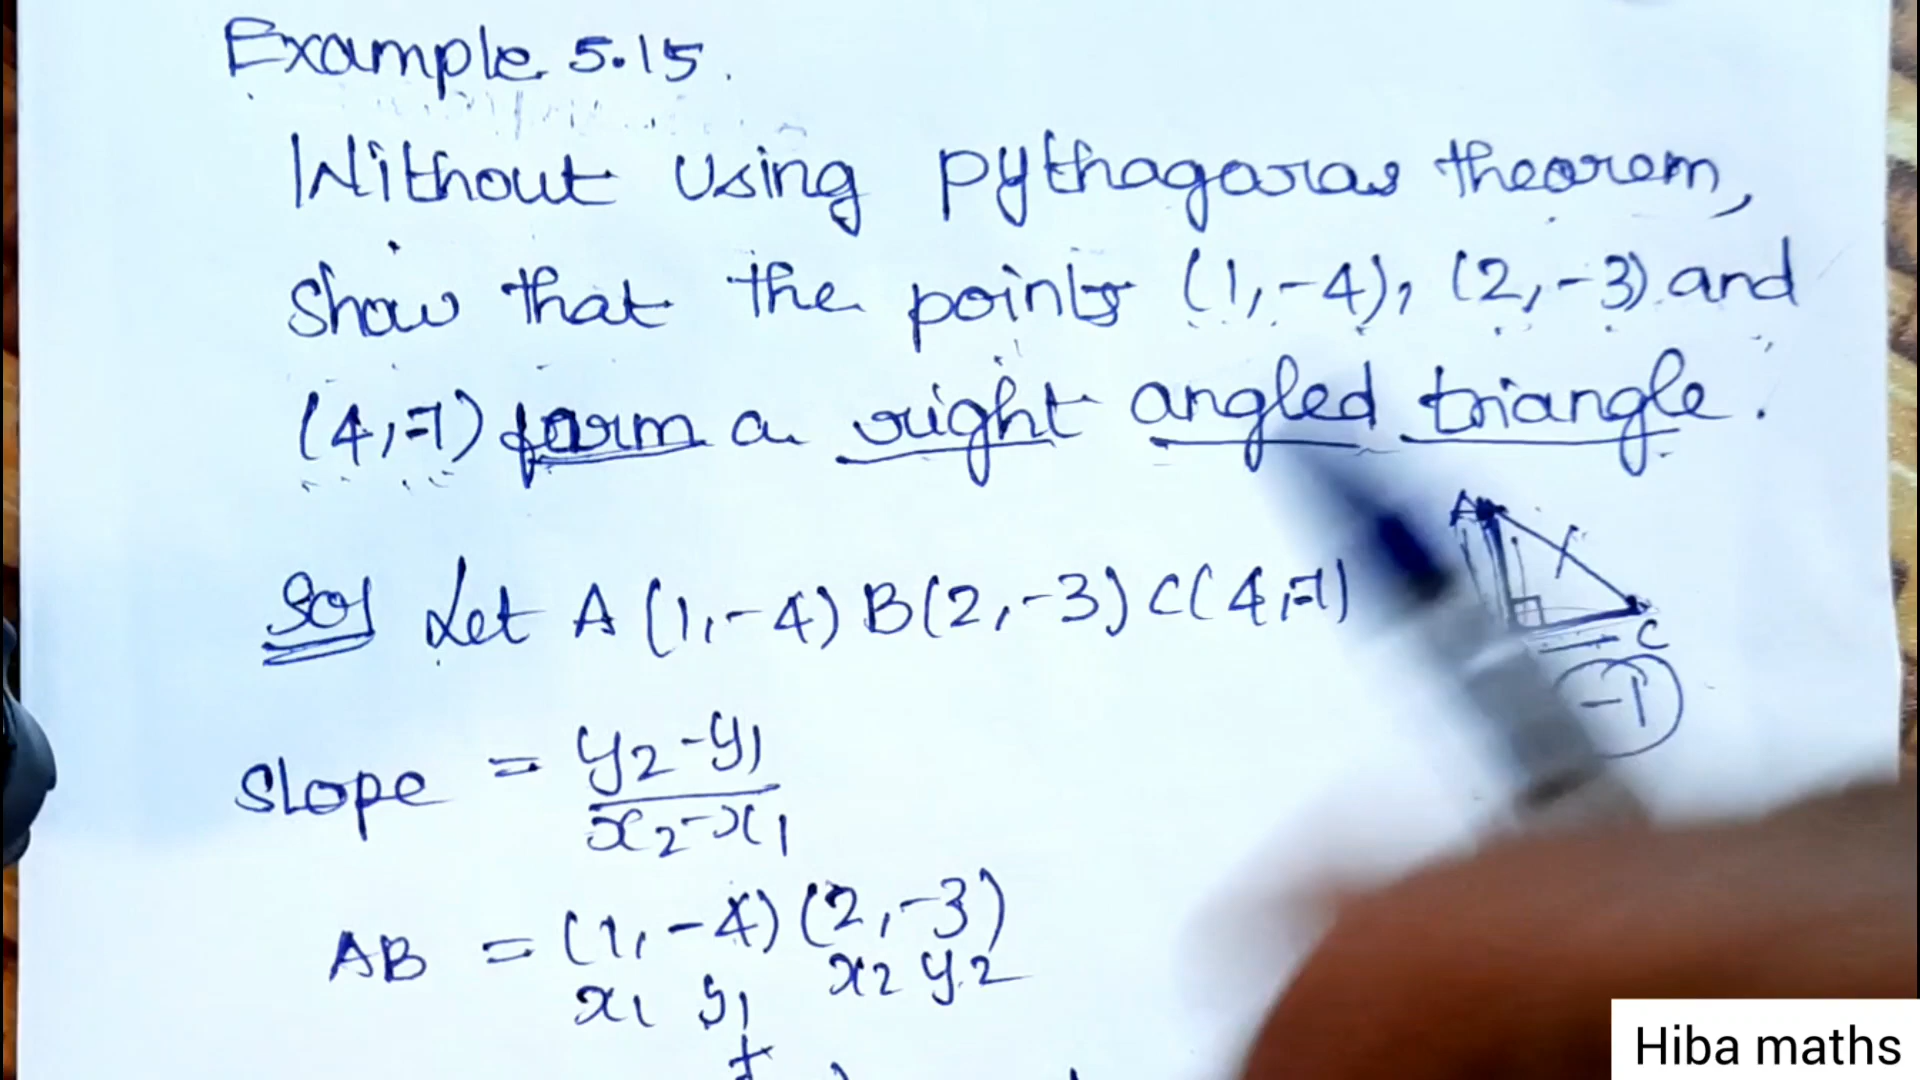 Example 5.15.
Without using pythagoras theorem,
Show that the points (1,-4), (2,-3) and
(4,-7) form a right angled triangle.
A
Sol Let A (1,-4) B(2,-3) C(4,-7)
C
-1
Slope = y2-y1
x2-x1
AB = (1,-4) (2,-3)
x1 y1 x2 y2
Hiba maths